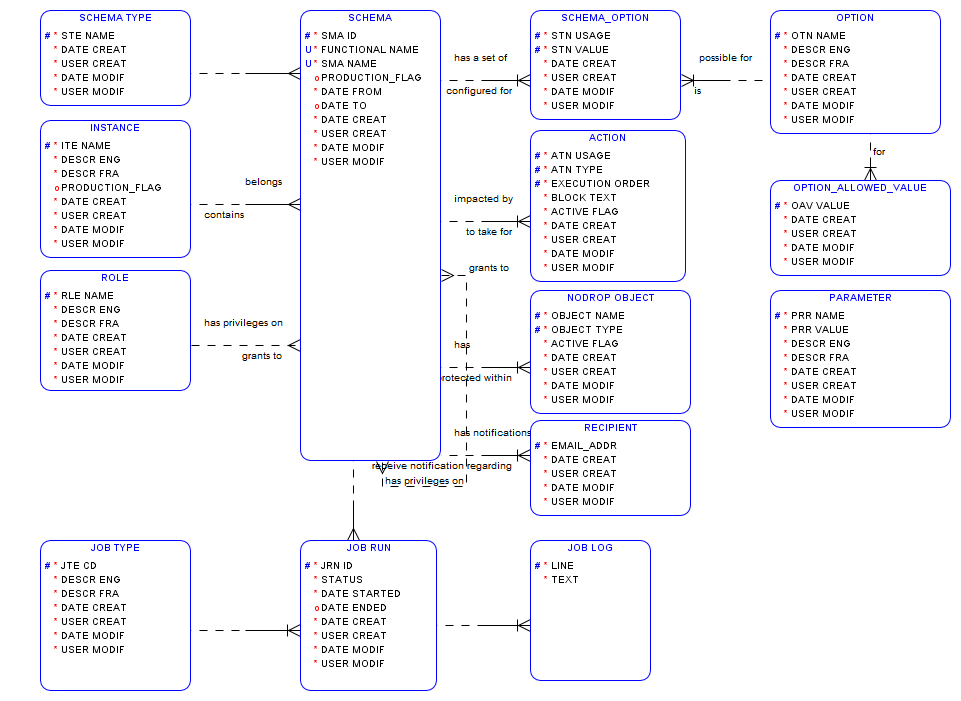 SCHEMA TYPE
# * STE NAME
* DATE CREAT
* USER CREAT
* DATE MODIF
* USER MODIF
SCHEMA
# * SMA ID
U * FUNCTIONAL NAME
U * SMA NAME
o PRODUCTION_FLAG
* DATE FROM
o DATE TO
* DATE CREAT
* USER CREAT
* DATE MODIF
* USER MODIF
has a set of
configured for
SCHEMA_OPTION
# * STN USAGE
# * STN VALUE
* DATE CREAT
* USER CREAT
* DATE MODIF
* USER MODIF
possible for
is
OPTION
# * OTN NAME
* DESCR ENG
* DESCR FRA
* DATE CREAT
* USER CREAT
* DATE MODIF
* USER MODIF
for
INSTANCE
# * ITE NAME
* DESCR ENG
* DESCR FRA
o PRODUCTION_FLAG
* DATE CREAT
* USER CREAT
* DATE MODIF
* USER MODIF
belongs
contains
impacted by
to take for
ACTION
# * ATN USAGE
# * ATN TYPE
# * EXECUTION ORDER
* BLOCK TEXT
* ACTIVE FLAG
* DATE CREAT
* USER CREAT
* DATE MODIF
* USER MODIF
OPTION_ALLOWED_VALUE
# * OAV VALUE
* DATE CREAT
* USER CREAT
* DATE MODIF
* USER MODIF
ROLE
# * RLE NAME
* DESCR ENG
* DESCR FRA
* DATE CREAT
* USER CREAT
* DATE MODIF
* USER MODIF
has privileges on
grants to
grants to
has
rotected within
NODROP OBJECT
# * OBJECT NAME
# * OBJECT TYPE
* ACTIVE FLAG
* DATE CREAT
* USER CREAT
* DATE MODIF
* USER MODIF
PARAMETER
# * PRR NAME
* PRR VALUE
* DESCR ENG
* DESCR FRA
* DATE CREAT
* USER CREAT
* DATE MODIF
* USER MODIF
has notifications
receive notification regarding
has privileges on
RECIPIENT
# * EMAIL_ADDR
* DATE CREAT
* USER CREAT
* DATE MODIF
* USER MODIF
JOB TYPE
# * JTE CD
* DESCR ENG
* DESCR FRA
* DATE CREAT
* USER CREAT
* DATE MODIF
* USER MODIF
JOB RUN
# * JRN ID
* STATUS
* DATE STARTED
o DATE ENDED
* DATE CREAT
* USER CREAT
* DATE MODIF
* USER MODIF
JOB LOG
# * LINE
* TEXT